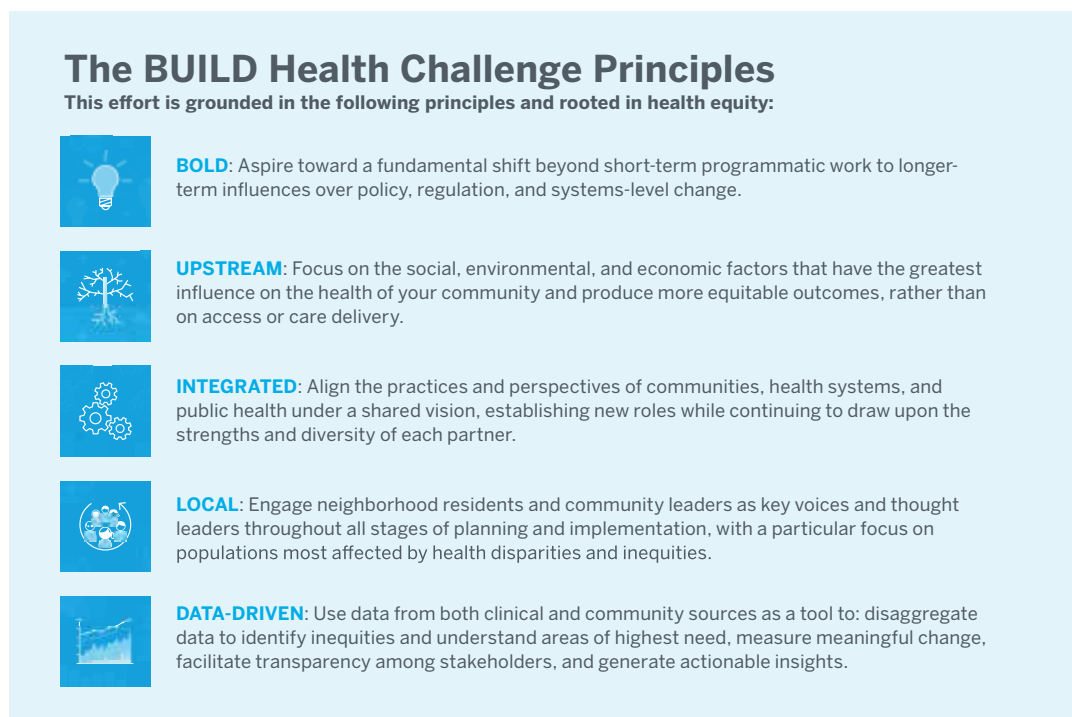 The BUILD Health Challenge Principles
This effort is grounded in the following principles and rooted in health equity:
BOLD: Aspire toward a fundamental shift beyond short-term programmatic work to longer-
term influences over policy, regulation, and systems-level change.
UPSTREAM: Focus on the social, environmental, and economic factors that have the greatest
influence on the health of your community and produce more equitable outcomes, rather than
on access or care delivery.
INTEGRATED: Align the practices and perspectives of communities, health systems, and
public health under a shared vision, establishing new roles while continuing to draw upon the
strengths and diversity of each partner.
LOCAL: Engage neighborhood residents and community leaders as key voices and thought
leaders throughout all stages of planning and implementation, with a particular focus on
populations most affected by health disparities and inequities.
DATA-DRIVEN: Use data from both clinical and community sources as a tool to: disaggregate
data to identify inequities and understand areas of highest need, measure meaningful change,
facilitate transparency among stakeholders, and generate actionable insights.